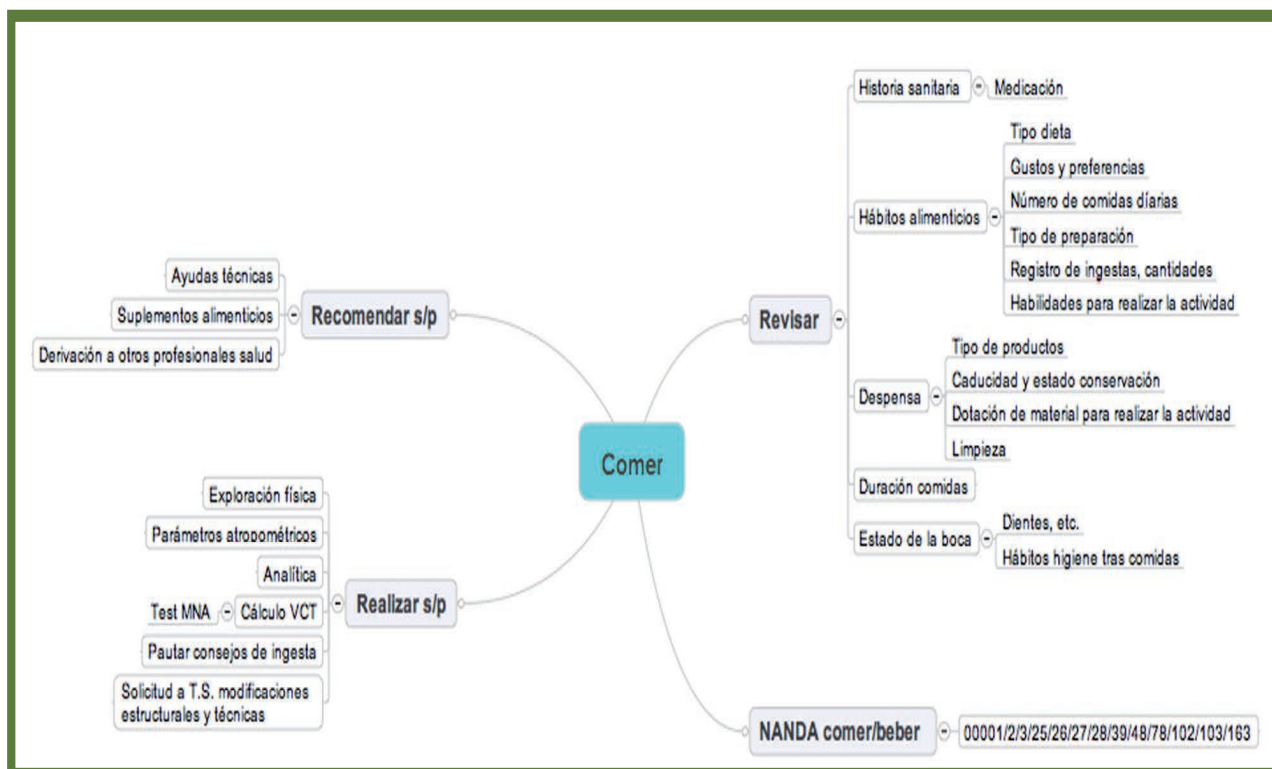 Comer
Recomendar s/p
Ayudas técnicas
Suplementos alimenticios
Derivación a otros profesionales salud
Realizar s/p
Exploración física
Parámetros atropométricos
Analítica
Cálculo VCT
Test MNA
Pautar consejos de ingesta
Solicitud a T.S. modificaciones
estructurales y técnicas
Revisar
Historia sanitaria
Medicación
Hábitos alimenticios
Tipo dieta
Gustos y preferencias
Número de comidas díarias
Tipo de preparación
Registro de ingestas, cantidades
Habilidades para realizar la actividad
Despensa
Tipo de productos
Caducidad y estado conservación
Dotación de material para realizar la actividad
Limpieza
Duración comidas
Estado de la boca
Dientes, etc.
Hábitos higiene tras comidas
NANDA comer/beber
00001/2/3/25/26/27/28/39/48/78/102/103/163